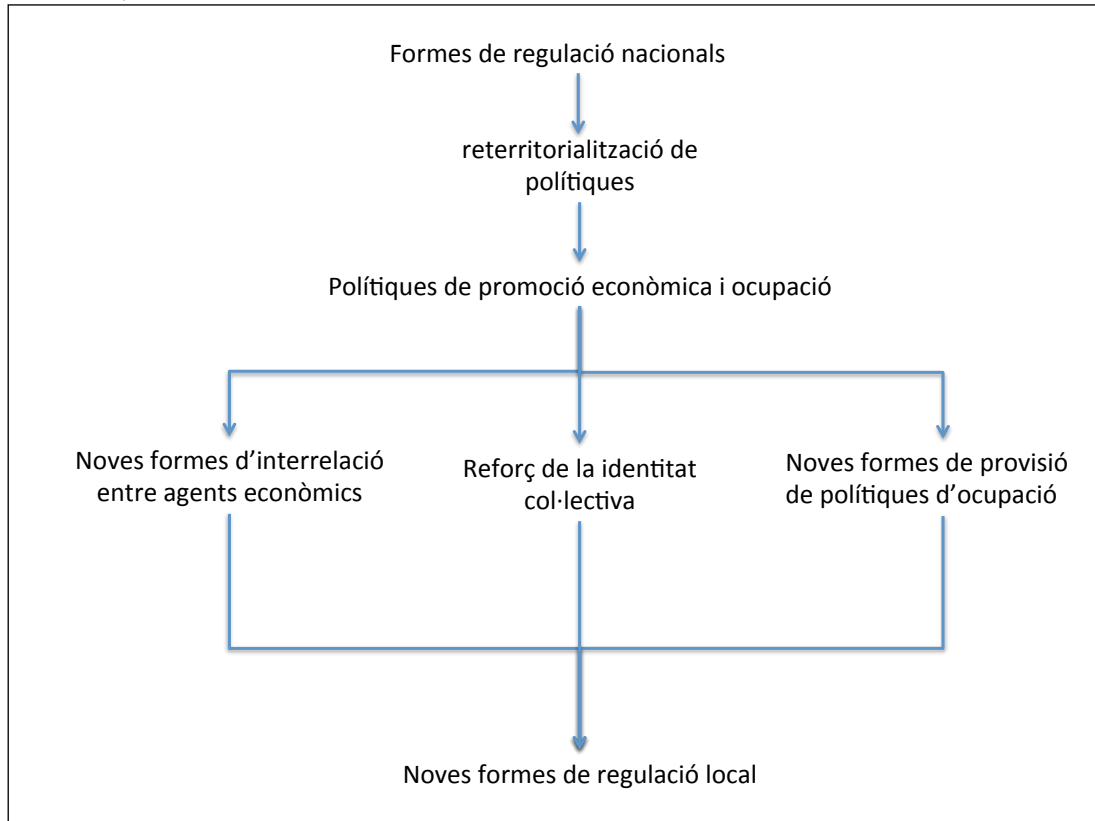 Formes de regulació nacionals
reterritorialització de
polítiques
Polítiques de promoció econòmica i ocupació
Noves formes d’interrelació
entre agents econòmics
Reforç de la identitat
col·lectiva
Noves formes de provisió
de polítiques d’ocupació
Noves formes de regulació local